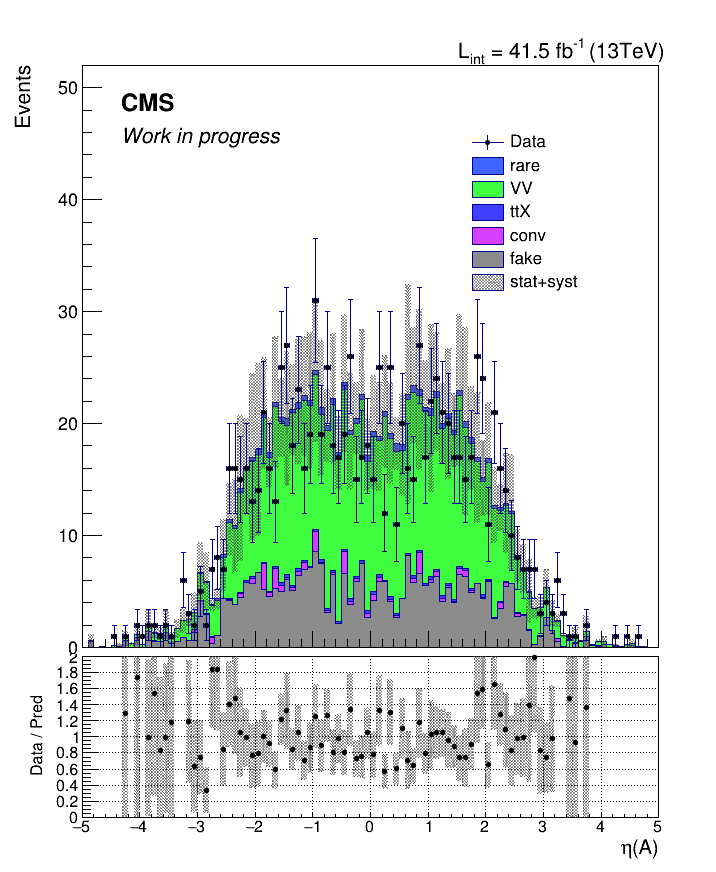 L_int = 41.5 fb^-1 (13TeV)
Events
50
CMS
Work in progress
Data
rare
VV
ttX
conv
fake
stat+syst
40
30
20
10
0
Data / Pred
2
1.8
1.6
1.4
1.2
1
0.8
0.6
0.4
0.2
0
−5 −4 −3 −2 −1 0 1 2 3 4 5
η(A)